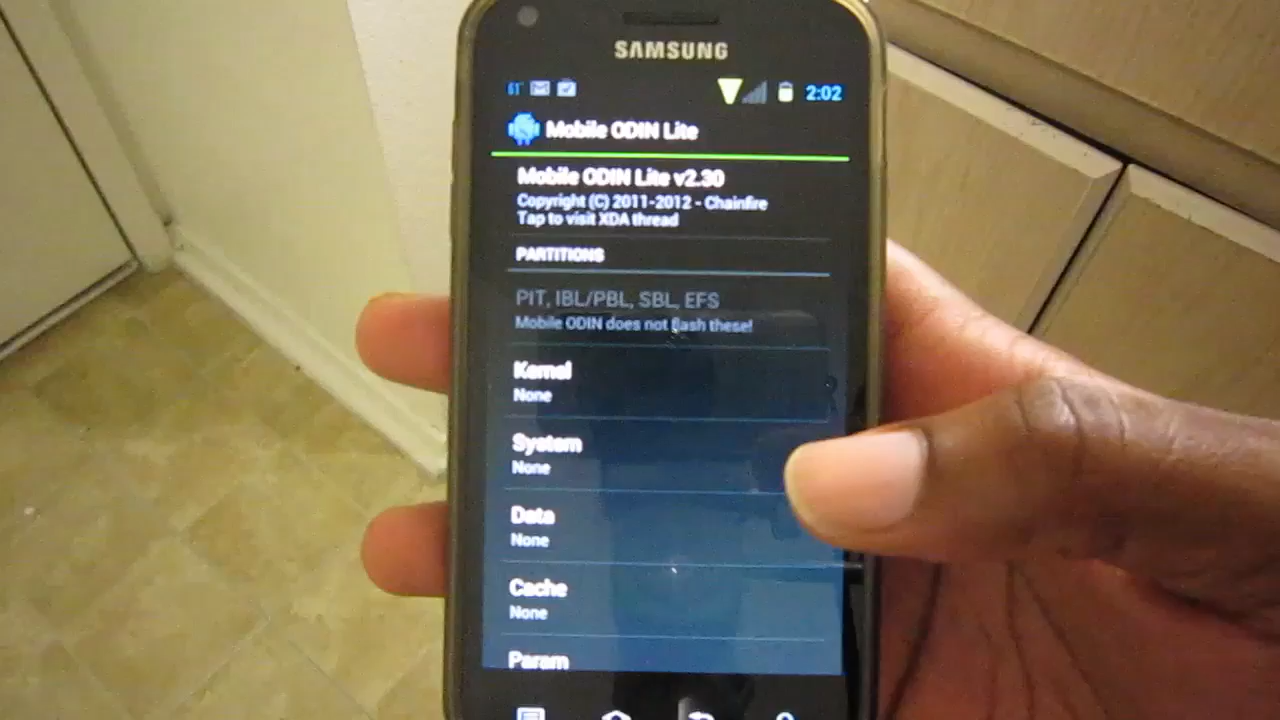 SAMSUNG
61° 2:02
Mobile ODIN Lite
Mobile ODIN Lite v2.30
Copyright (C) 2011-2012 - Chainfire
Tap to visit XDA thread
PARTITIONS
PIT, IBL/PBL, SBL, EFS
Mobile ODIN does not flash these!
Kernel
None
System
None
Data
None
Cache
None
Param